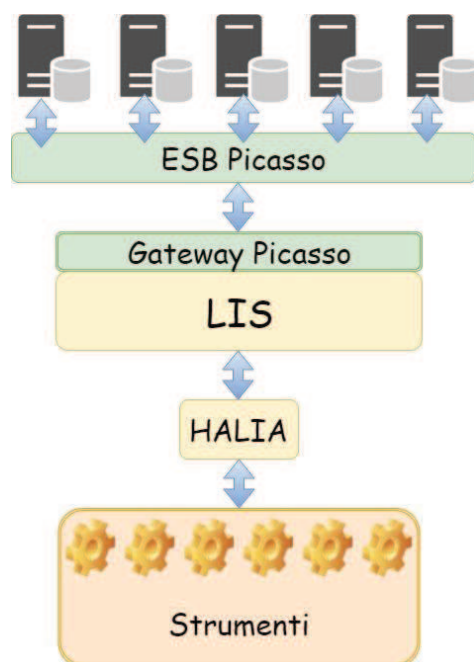 ESB Picasso
Gateway Picasso
LIS
HALIA
Strumenti